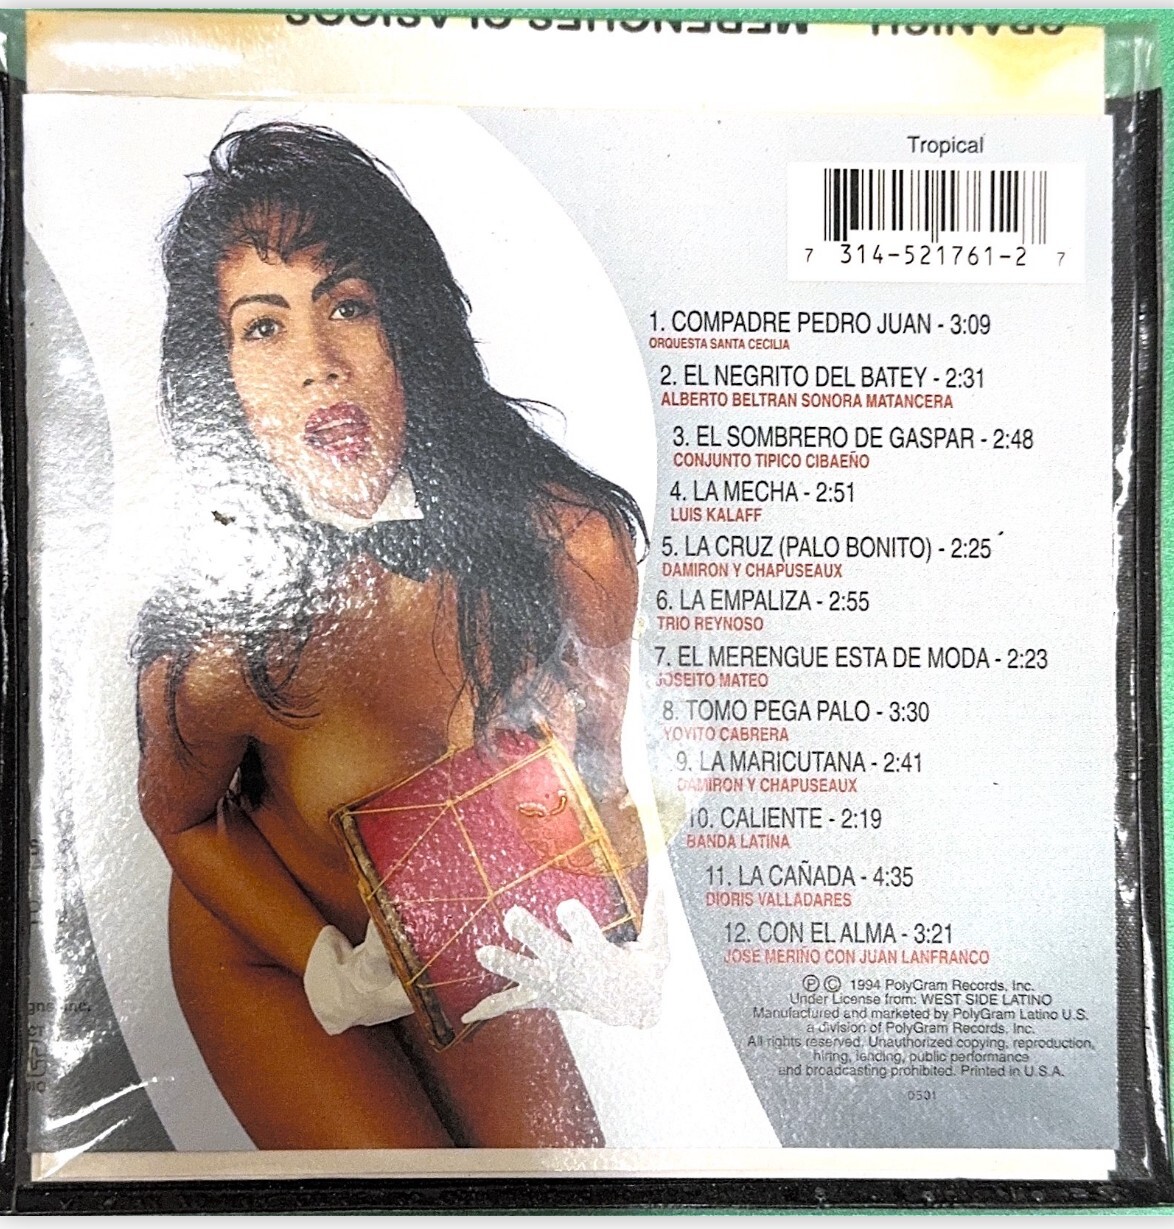 SPANISH MERENGUES CLASICOS
Tropical
7 314-521761-2 7
1. COMPADRE PEDRO JUAN - 3:09
ORQUESTA SANTA CECILIA
2. EL NEGRITO DEL BATEY - 2:31
ALBERTO BELTRAN SONORA MATANCERA
3. EL SOMBRERO DE GASPAR - 2:48
CONJUNTO TIPICO CIBAEÑO
4. LA MECHA - 2:51
LUIS KALAFF
5. LA CRUZ (PALO BONITO) - 2:25
DAMIRON Y CHAPUSEAUX
6. LA EMPALIZA - 2:55
TRIO REYNOSO
7. EL MERENGUE ESTA DE MODA - 2:23
JOSEITO MATEO
8. TOMO PEGA PALO - 3:30
YOYITO CABRERA
9. LA MARICUTANA - 2:41
DAMIRON Y CHAPUSEAUX
10. CALIENTE - 2:19
BANDA LATINA
11. LA CAÑADA - 4:35
DIORIS VALLADARES
12. CON EL ALMA - 3:21
JOSE MERIÑO CON JUAN LANFRANCO
Ⓟ © 1994 PolyGram Records, Inc.
Under License from: WEST SIDE LATINO
Manufactured and marketed by PolyGram Latino U.S.
a division of PolyGram Records, Inc.
All rights reserved. Unauthorized copying, reproduction,
hiring, lending, public performance
and broadcasting prohibited. Printed in U.S.A.
0501